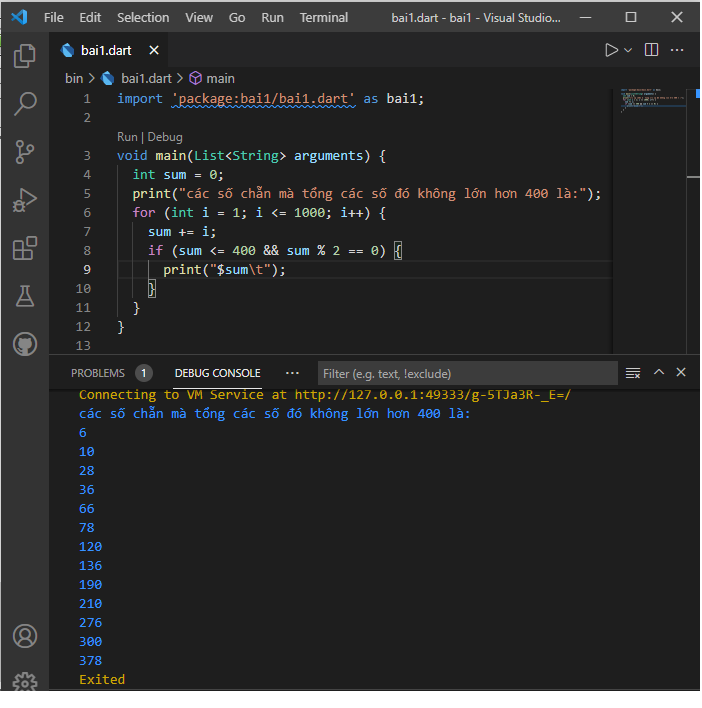 File Edit Selection View Go Run Terminal bai1.dart - bai1 - Visual Studio...
bai1.dart
bin > bai1.dart > main
1 import 'package:bai1/bai1.dart' as bai1;
2
Run | Debug
3 void main(List<String> arguments) {
4 int sum = 0;
5 print("các số chẵn mà tổng các số đó không lớn hơn 400 là:");
6 for (int i = 1; i <= 1000; i++) {
7 sum += i;
8 if (sum <= 400 && sum % 2 == 0) {
9 print("$sum\t");
10 }
11 }
12 }
13
PROBLEMS 1 DEBUG CONSOLE ... Filter (e.g. text, !exclude)
Connecting to VM Service at http://127.0.0.1:49333/g-5TJa3R-_E=/
các số chẵn mà tổng các số đó không lớn hơn 400 là:
6
10
28
36
66
78
120
136
190
210
276
300
378
Exited